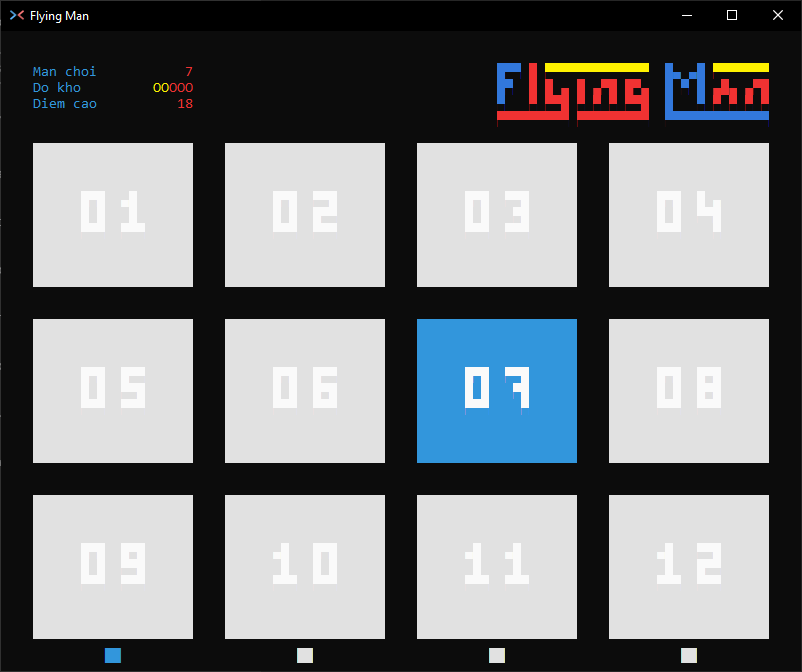 Flying Man
Man choi 7
Do kho 00000
Diem cao 18
Flying Man
01 02 03 04
05 06 07 08
09 10 11 12